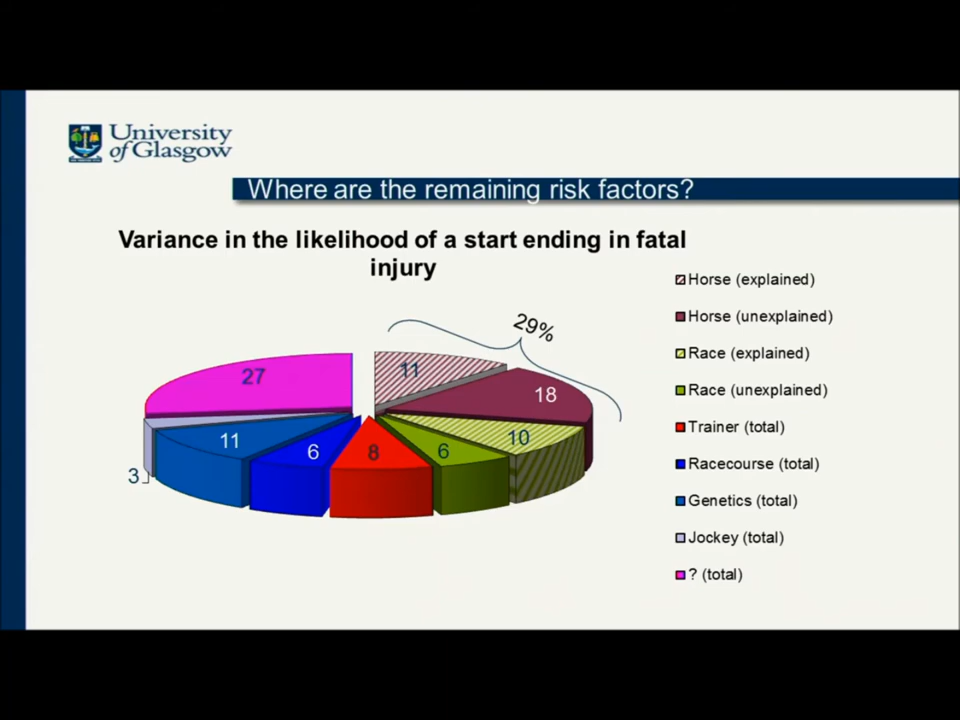 University
of Glasgow
Where are the remaining risk factors?
Variance in the likelihood of a start ending in fatal
injury
29%
11
18
10
6
8
6
11
3
27
Horse (explained)
Horse (unexplained)
Race (explained)
Race (unexplained)
Trainer (total)
Racecourse (total)
Genetics (total)
Jockey (total)
? (total)